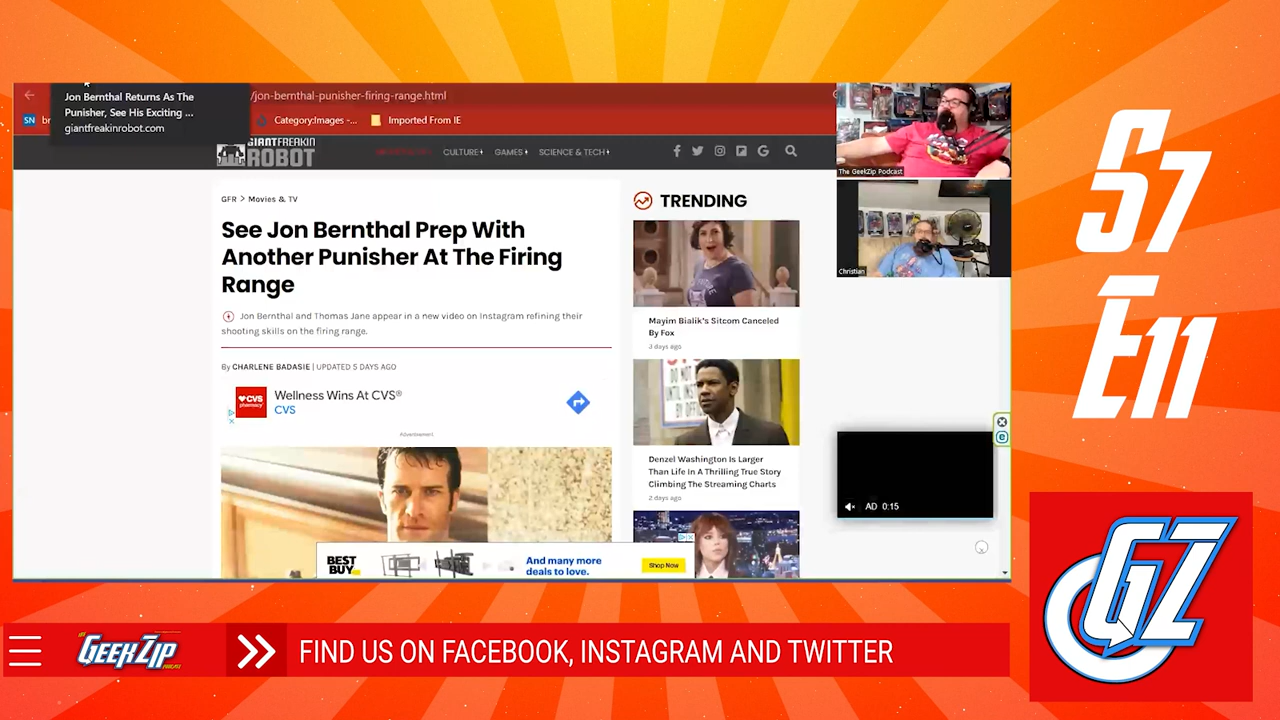 Jon Bernthal Returns As The
Punisher, See His Exciting ...
giantfreakinrobot.com
/jon-bernthal-punisher-firing-range.html
SN
Category:Images -...
Imported From IE
GIANTFREAKIN
ROBOT
CULTURE
GAMES
SCIENCE & TECH
GFR > Movies & TV
See Jon Bernthal Prep With
Another Punisher At The Firing
Range
Jon Bernthal and Thomas Jane appear in a new video on Instagram refining their
shooting skills on the firing range.
By CHARLENE BADASIE | UPDATED 5 DAYS AGO
CVS
pharmacy
Wellness Wins At CVS®
CVS
Advertisement
BEST
BUY
And many more
deals to love.
Shop Now
TRENDING
Mayim Bialik's Sitcom Canceled
By Fox
3 days ago
Denzel Washington Is Larger
Than Life In A Thrilling True Story
Climbing The Streaming Charts
2 days ago
The GeekZip Podcast
Christian
AD 0:15
S7
E11
GZ
GEEKZIP
PODCAST
FIND US ON FACEBOOK, INSTAGRAM AND TWITTER